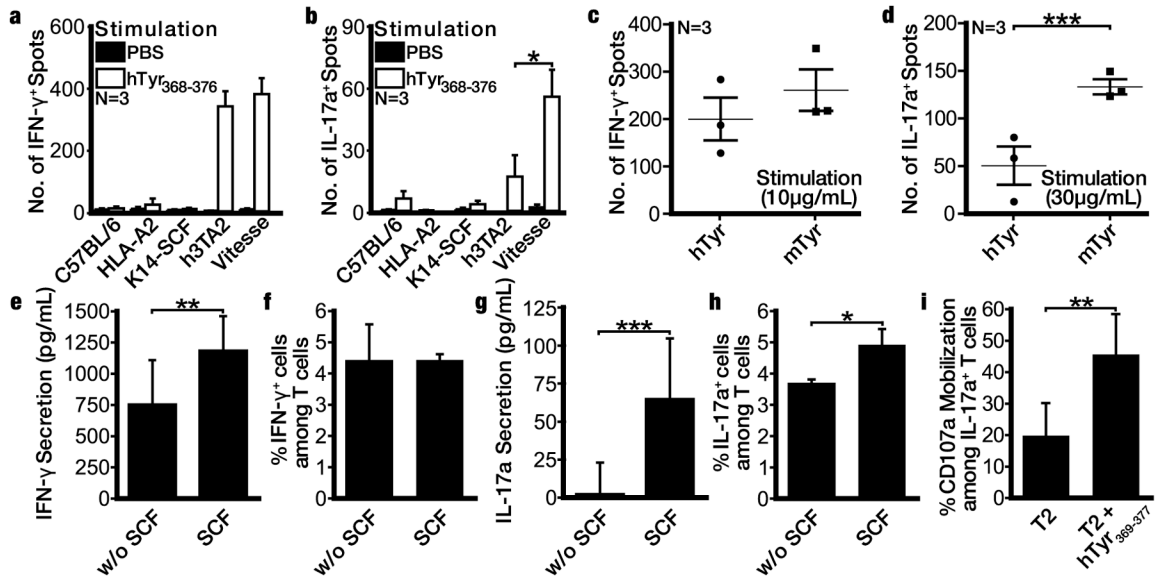 a
No. of IFN-γ⁺ Spots
600
400
200
0
Stimulation
PBS
hTyr368-376
N=3
C57BL/6
HLA-A2
K14-SCF
h3TA2
Vitesse
b
No. of IL-17a⁺ Spots
90
60
30
0
Stimulation
PBS
hTyr368-376
N=3
*
C57BL/6
HLA-A2
K14-SCF
h3TA2
Vitesse
c
No. of IFN-γ⁺ Spots
400
300
200
100
0
N=3
Stimulation
(10µg/mL)
hTyr
mTyr
d
No. of IL-17a⁺ Spots
200
150
100
50
0
N=3
***
Stimulation
(30µg/mL)
hTyr
mTyr
e
IFN-γ Secretion (pg/mL)
1500
1250
1000
750
500
250
0
**
w/o SCF
SCF
f
% IFN-γ⁺ cells
among T cells
6
5
4
3
2
1
0
w/o SCF
SCF
g
IL-17a Secretion (pg/mL)
125
100
75
50
25
0
***
w/o SCF
SCF
h
% IL-17a⁺ cells
among T cells
6
5
4
3
2
1
0
*
w/o SCF
SCF
i
% CD107a Mobilization
among IL-17a⁺ T cells
60
50
40
30
20
10
0
**
T2
T2 +
hTyr369-377